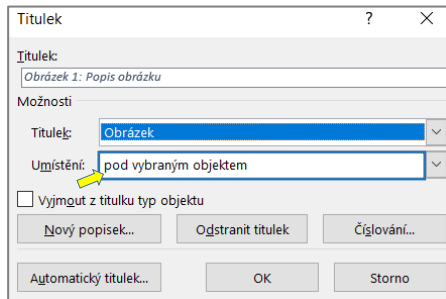 Titulek ? ×
Titulek:
Obrázek 1: Popis obrázku
Možnosti
Titulek: Obrázek
Umístění: pod vybraným objektem
Vyjmout z titulku typ objektu
Nový popisek... Odstranit titulek Číslování...
Automatický titulek... OK Storno